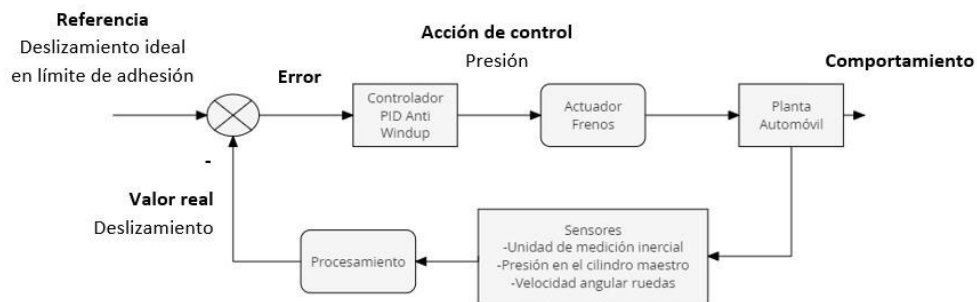 Referencia
Deslizamiento ideal
en límite de adhesión
Error
Acción de control
Presión
Comportamiento
Controlador
PID Anti
Windup
Actuador
Frenos
Planta
Automóvil
-
Valor real
Deslizamiento
Procesamiento
Sensores
-Unidad de medición inercial
-Presión en el cilindro maestro
-Velocidad angular ruedas